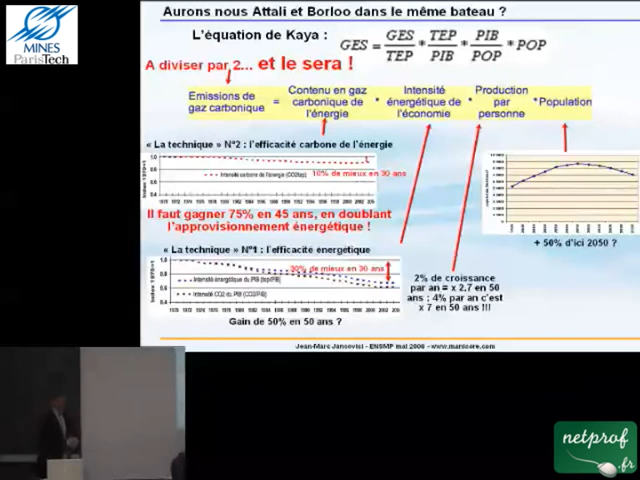 MINES
ParisTech
Aurons nous Attali et Borloo dans le même bateau ?
L'équation de Kaya :
GES = GES/TEP * TEP/PIB * PIB/POP * POP
A diviser par 2... et le sera !
Emissions de gaz carbonique = Contenu en gaz carbonique de l'énergie * Intensité énergétique de l'économie * Production par personne * Population
« La technique » N°2 : l'efficacité carbone de l'énergie
Intensité carbone de l'énergie (CO2/tep)
10% de mieux en 30 ans
Il faut gagner 75% en 45 ans, en doublant
l'approvisionnement énergétique !
+ 50% d'ici 2050 ?
« La technique » N°1 : l'efficacité énergétique
30% de mieux en 30 ans
Intensité énergétique du PIB (tep/PIB)
Intensité CO2 du PIB (CO2/PIB)
Gain de 50% en 50 ans ?
2% de croissance
par an = x 2,7 en 50
ans ; 4% par an c'est
x 7 en 50 ans !!!
Jean-Marc Jancovici - ENSMP mai 2008 - www.manicore.com
netprof
.fr